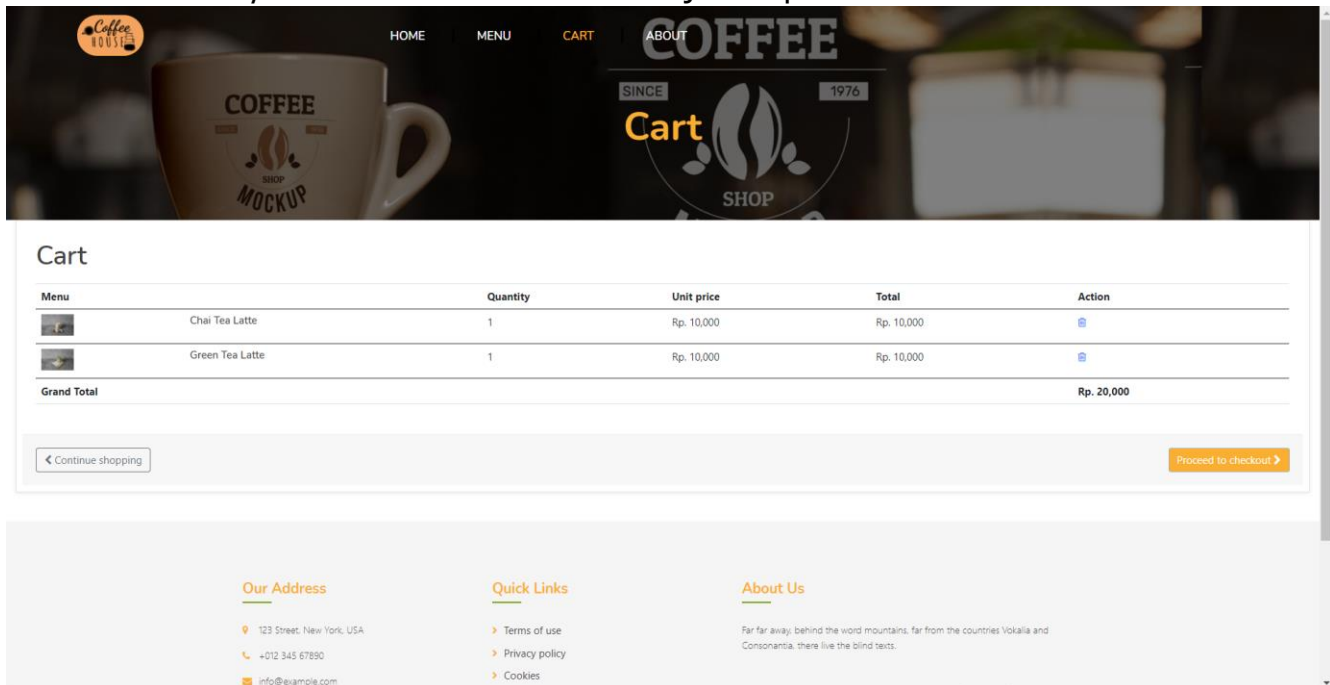 Coffee
HOUSE
HOME MENU CART ABOUT
COFFEE
SINCE 1976
COFFEE
Cart
SHOP
MOCKUP
SHOP
Cart
Menu Quantity Unit price Total Action
Chai Tea Latte 1 Rp. 10,000 Rp. 10,000
Green Tea Latte 1 Rp. 10,000 Rp. 10,000
Grand Total Rp. 20,000
Continue shopping Proceed to checkout
Our Address Quick Links About Us
123 Street, New York, USA Terms of use Far far away, behind the word mountains, far from the countries Vokalia and
+012 345 67890 Privacy policy Consonantia, there live the blind texts.
info@example.com Cookies